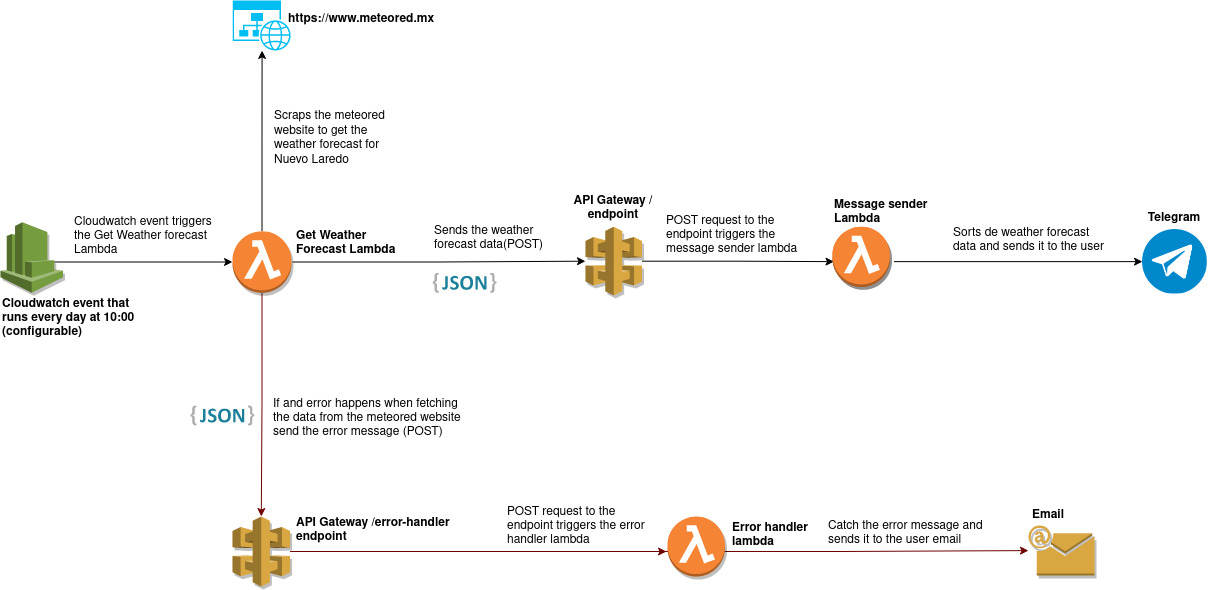 https://www.meteored.mx
Scraps the meteored
website to get the
weather forecast for
Nuevo Laredo
Cloudwatch event triggers
the Get Weather forecast
Lambda
Cloudwatch event that
runs every day at 10:00
(configurable)
Get Weather
Forecast Lambda
Sends the weather
forecast data(POST)
{JSON}
API Gateway /
endpoint
POST request to the
endpoint triggers the
message sender lambda
Message sender
Lambda
Sorts de weather forecast
data and sends it to the user
Telegram
{JSON}
If and error happens when fetching
the data from the meteored website
send the error message (POST)
API Gateway /error-handler
endpoint
POST request to the
endpoint triggers the error
handler lambda
Error handler
lambda
Catch the error message and
sends it to the user email
Email
@